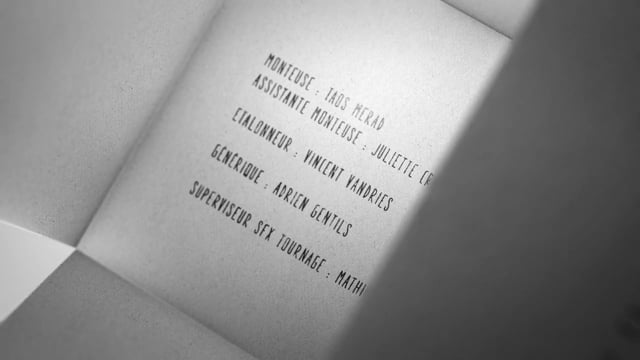 MONTEUSE : TAOS MERAD
ASSISTANTE MONTEUSE : JULIETTE
ETALONNEUR : VINCENT VANDRIES
GÉNÉRIQUE : ADRIEN GENTILS
SUPERVISEUR SFX TOURNAGE :